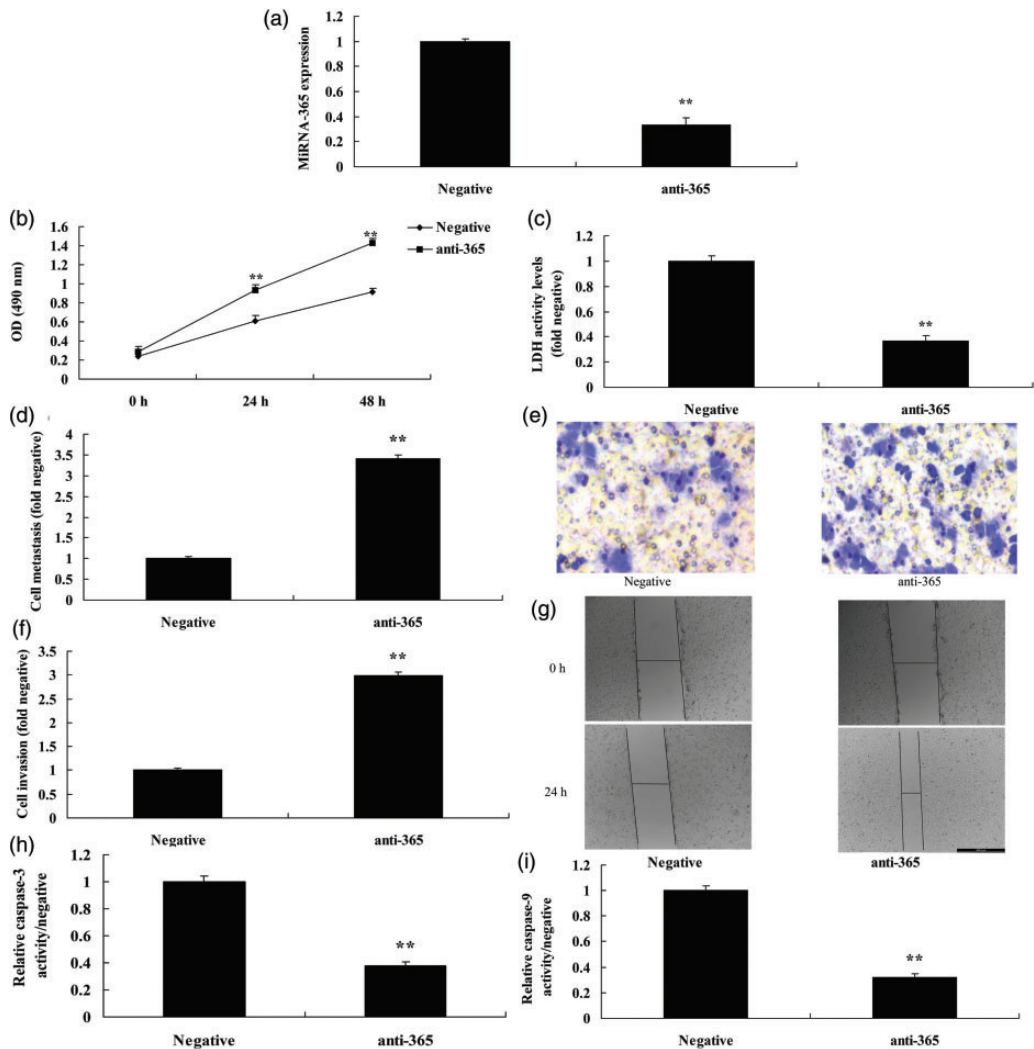 (a)
MiRNA-365 expression
1.2
1
0.8
0.6
0.4
0.2
0
**
Negative
anti-365
(b)
OD (490 nm)
1.6
1.4
1.2
1
0.8
0.6
0.4
0.2
0
**
**
Negative
anti-365
0 h
24 h
48 h
(c)
LDH activity levels
(fold negative)
1.2
1
0.8
0.6
0.4
0.2
0
**
Negative
anti-365
(d)
Cell metastasis (fold negative)
4
3.5
3
2.5
2
1.5
1
0.5
0
**
Negative
anti-365
(e)
Negative
anti-365
(f)
Cell invasion (fold negative)
3.5
3
2.5
2
1.5
1
0.5
0
**
Negative
anti-365
(g)
0 h
24 h
Negative
anti-365
(h)
Relative caspase-3
activity/negative
1.2
1
0.8
0.6
0.4
0.2
0
**
Negative
anti-365
(i)
Relative caspase-9
activity/negative
1.2
1
0.8
0.6
0.4
0.2
0
**
Negative
anti-365